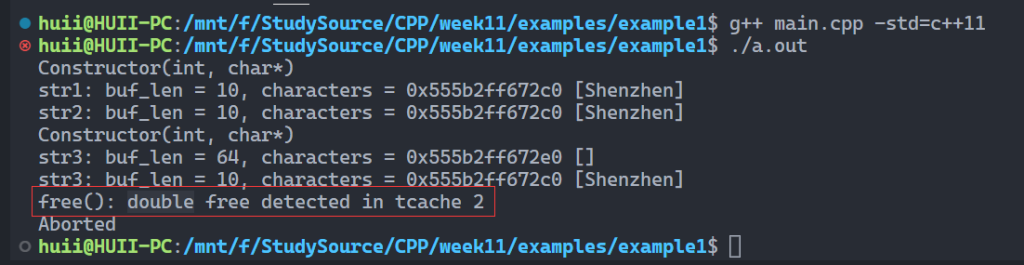 huii@HUII-PC:/mnt/f/StudySource/CPP/week11/examples/example1$ g++ main.cpp -std=c++11
huii@HUII-PC:/mnt/f/StudySource/CPP/week11/examples/example1$ ./a.out
Constructor(int, char*)
str1: buf_len = 10, characters = 0x555b2ff672c0 [Shenzhen]
str2: buf_len = 10, characters = 0x555b2ff672c0 [Shenzhen]
Constructor(int, char*)
str3: buf_len = 64, characters = 0x555b2ff672e0 []
str3: buf_len = 10, characters = 0x555b2ff672c0 [Shenzhen]
free(): double free detected in tcache 2
Aborted
huii@HUII-PC:/mnt/f/StudySource/CPP/week11/examples/example1$